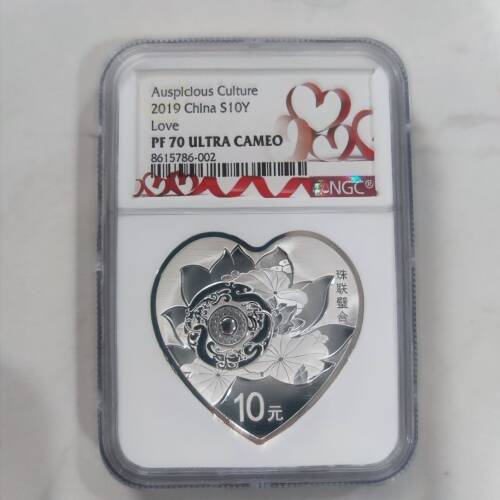 Auspicious Culture
2019 China S10Y
Love
PF 70 ULTRA CAMEO
8615786-002
NGC®
珠联璧合
10元